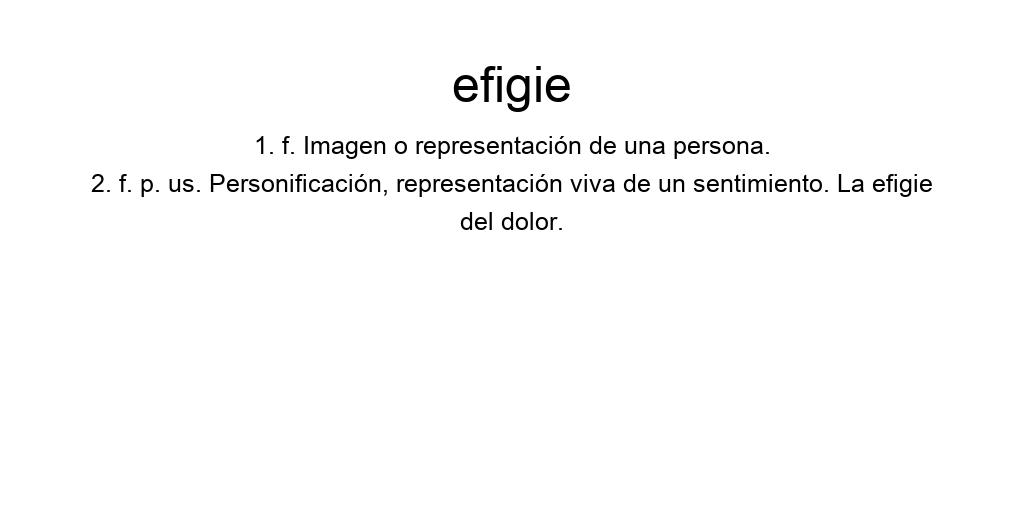 efigie
1. f. Imagen o representación de una persona.
2. f. p. us. Personificación, representación viva de un sentimiento. La efigie
del dolor.